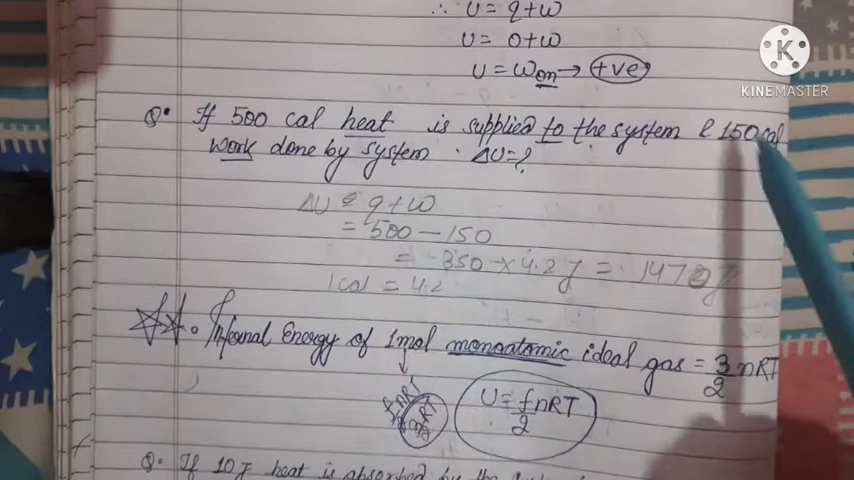 ∴ U = q+w
U = 0+w
U = Won → +ve
K
KINEMASTER
Q. If 500 cal heat is supplied to the system & 150 cal
work done by system. ΔU=?
ΔU = q+w
= 500 - 150
= 350 × 4.2 J = 1470 J
1 Cal = 4.2
Internal Energy of 1mol monoatomic ideal gas = 3/2 nRT
U = f/2 nRT
Q. If 10 J heat is absorbed by the